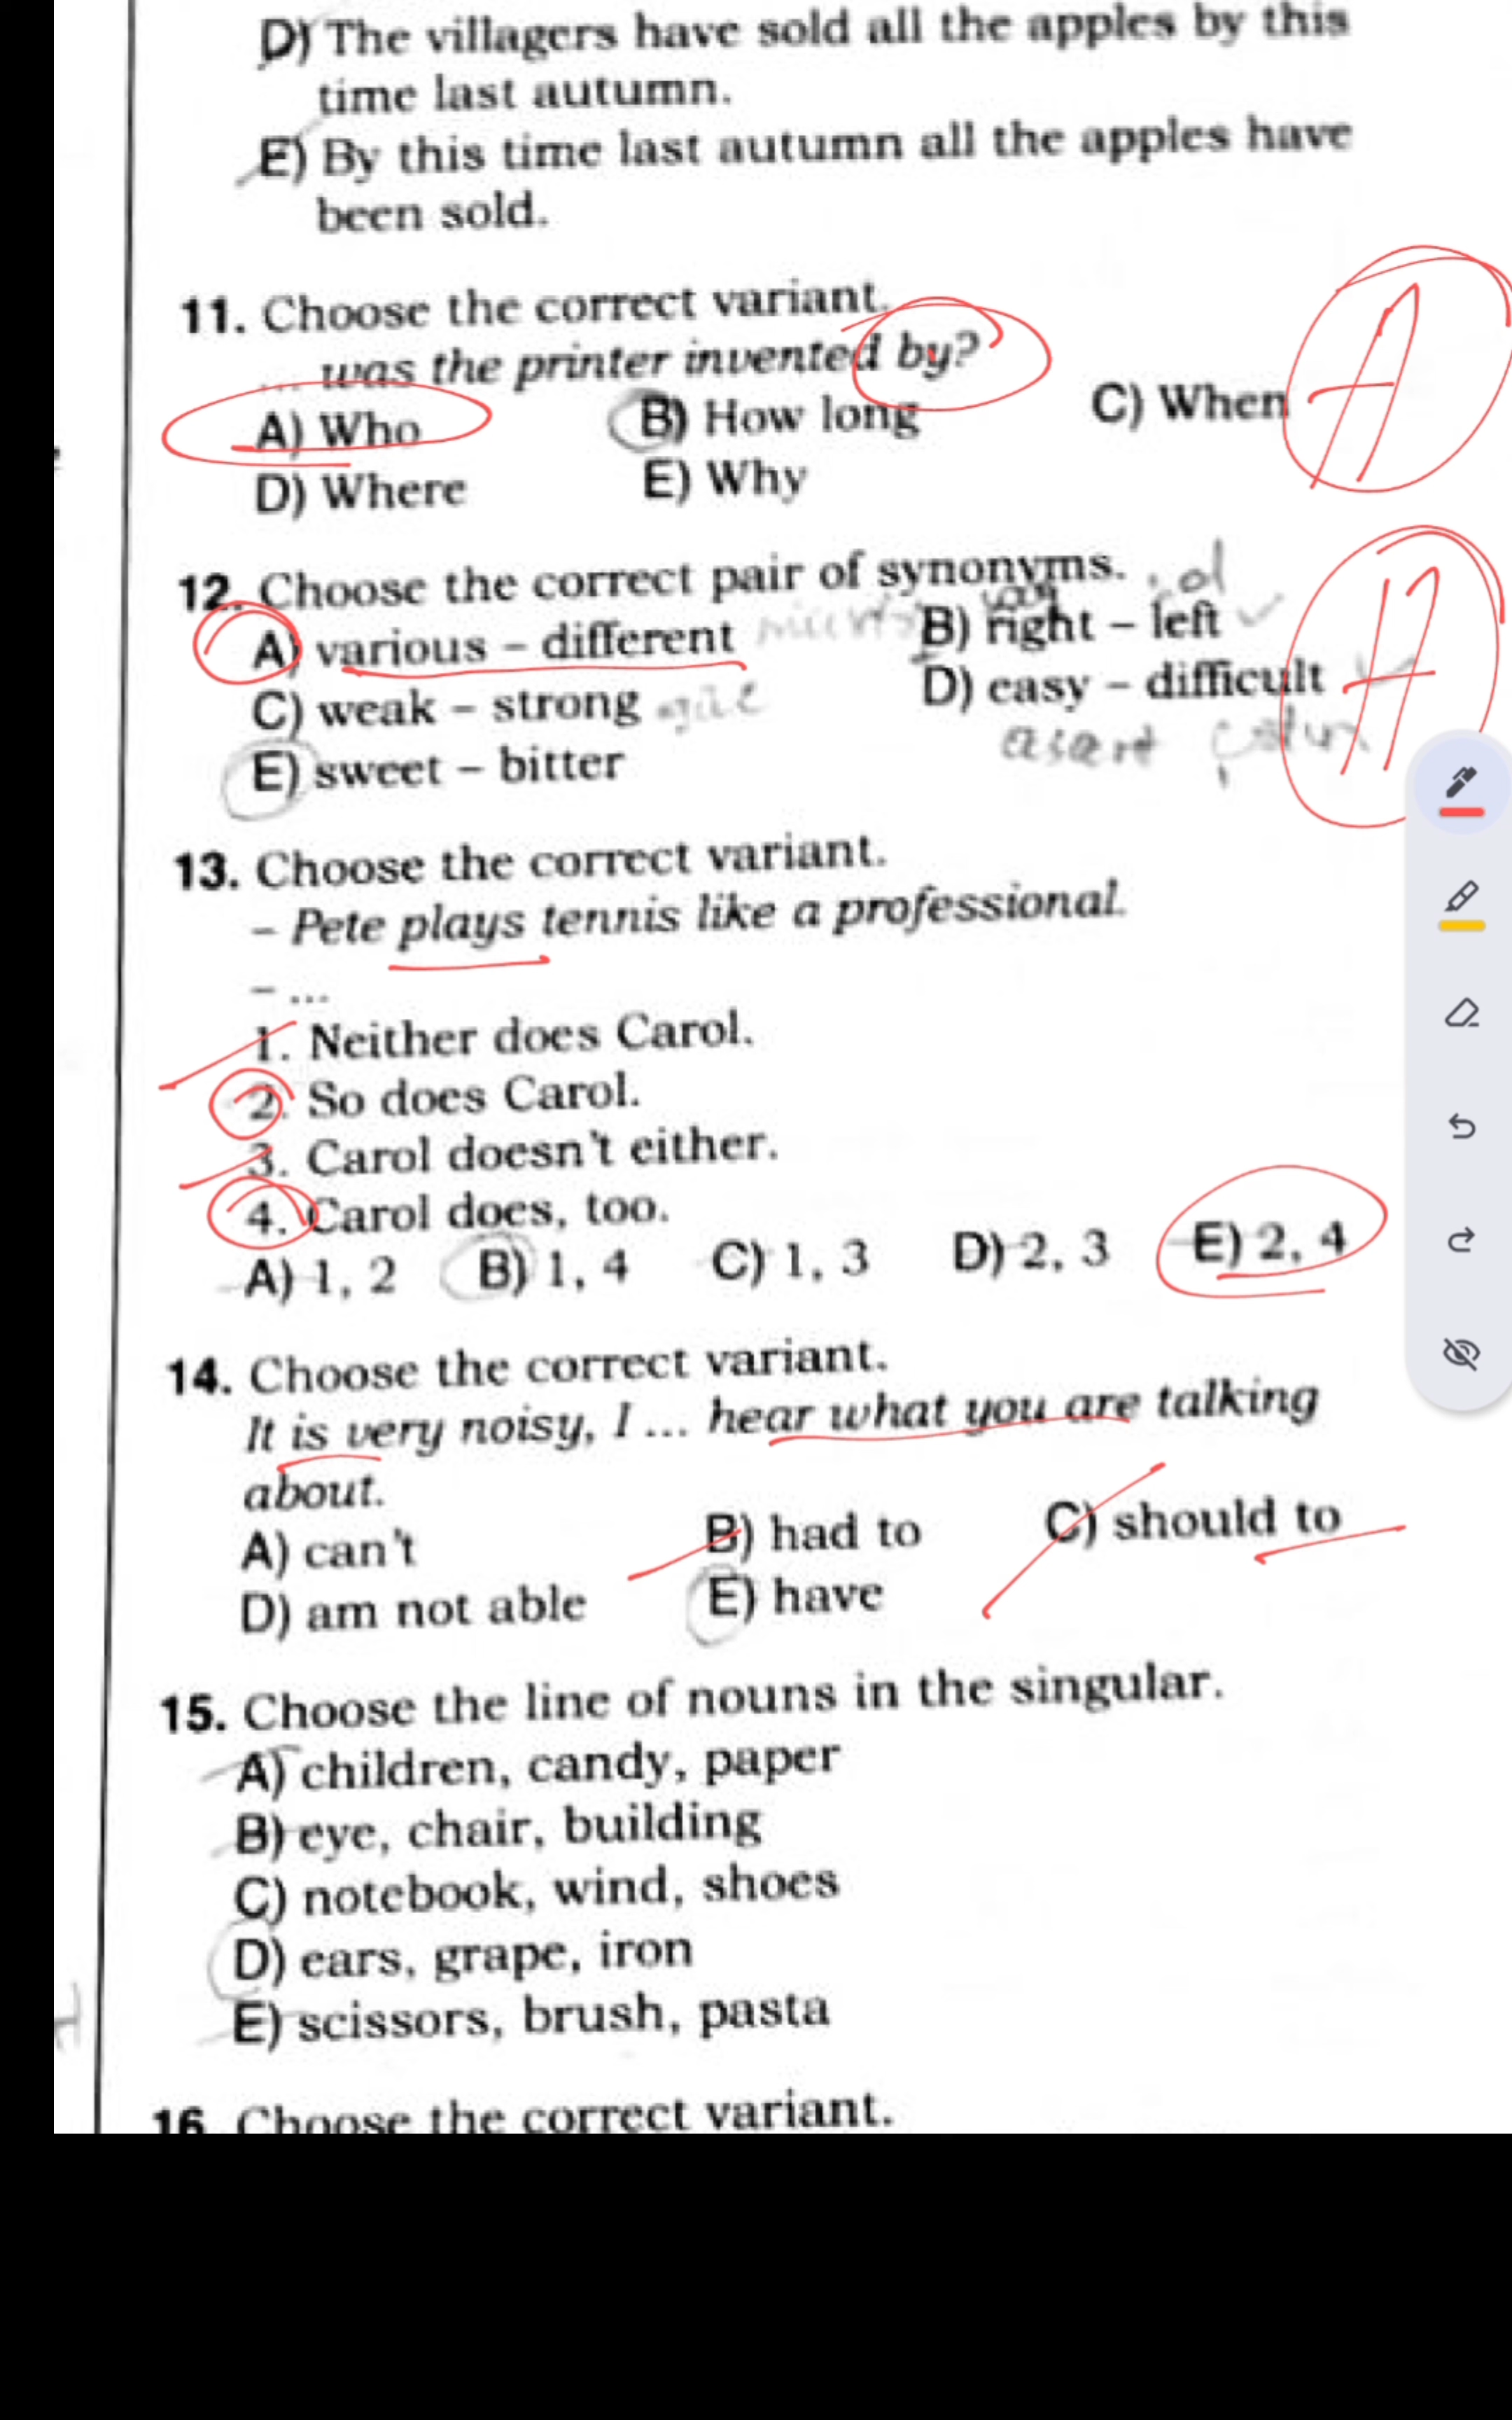 D) The villagers have sold all the apples by this
time last autumn.
E) By this time last autumn all the apples have
been sold.
11. Choose the correct variant.
... was the printer invented by?
A) Who B) How long C) When
D) Where E) Why
A
12. Choose the correct pair of synonyms.
A) various – different B) right – left
C) weak – strong D) easy – difficult
E) sweet – bitter
asant
A
13. Choose the correct variant.
– Pete plays tennis like a professional.
– ...
1. Neither does Carol.
2. So does Carol.
3. Carol doesn't either.
4. Carol does, too.
A) 1, 2 B) 1, 4 C) 1, 3 D) 2, 3 E) 2, 4
14. Choose the correct variant.
It is very noisy, I ... hear what you are talking
about.
A) can't B) had to C) should to
D) am not able E) have
15. Choose the line of nouns in the singular.
A) children, candy, paper
B) eye, chair, building
C) notebook, wind, shoes
D) ears, grape, iron
E) scissors, brush, pasta
16. Choose the correct variant.